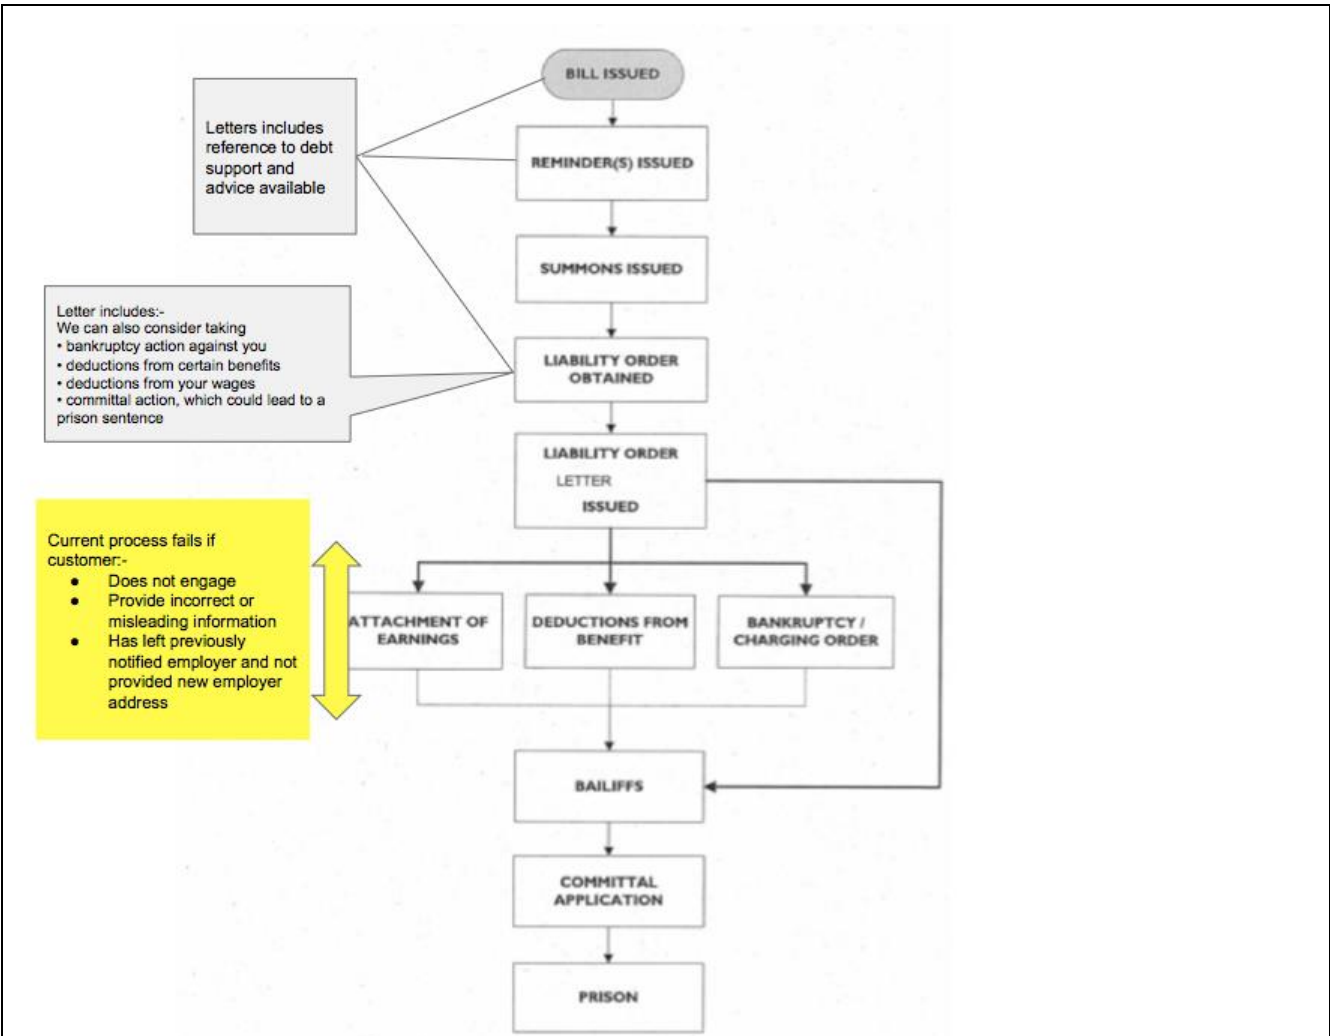 BILL ISSUED
Letters includes
reference to debt
support and
advice available
REMINDER(S) ISSUED
SUMMONS ISSUED
Letter includes:-
We can also consider taking
• bankruptcy action against you
• deductions from certain benefits
• deductions from your wages
• committal action, which could lead to a
prison sentence
LIABILITY ORDER
OBTAINED
LIABILITY ORDER
LETTER
ISSUED
Current process fails if
customer:-
● Does not engage
● Provide incorrect or
misleading information
● Has left previously
notified employer and not
provided new employer
address
ATTACHMENT OF
EARNINGS
DEDUCTIONS FROM
BENEFIT
BANKRUPTCY /
CHARGING ORDER
BAILIFFS
COMMITTAL
APPLICATION
PRISON